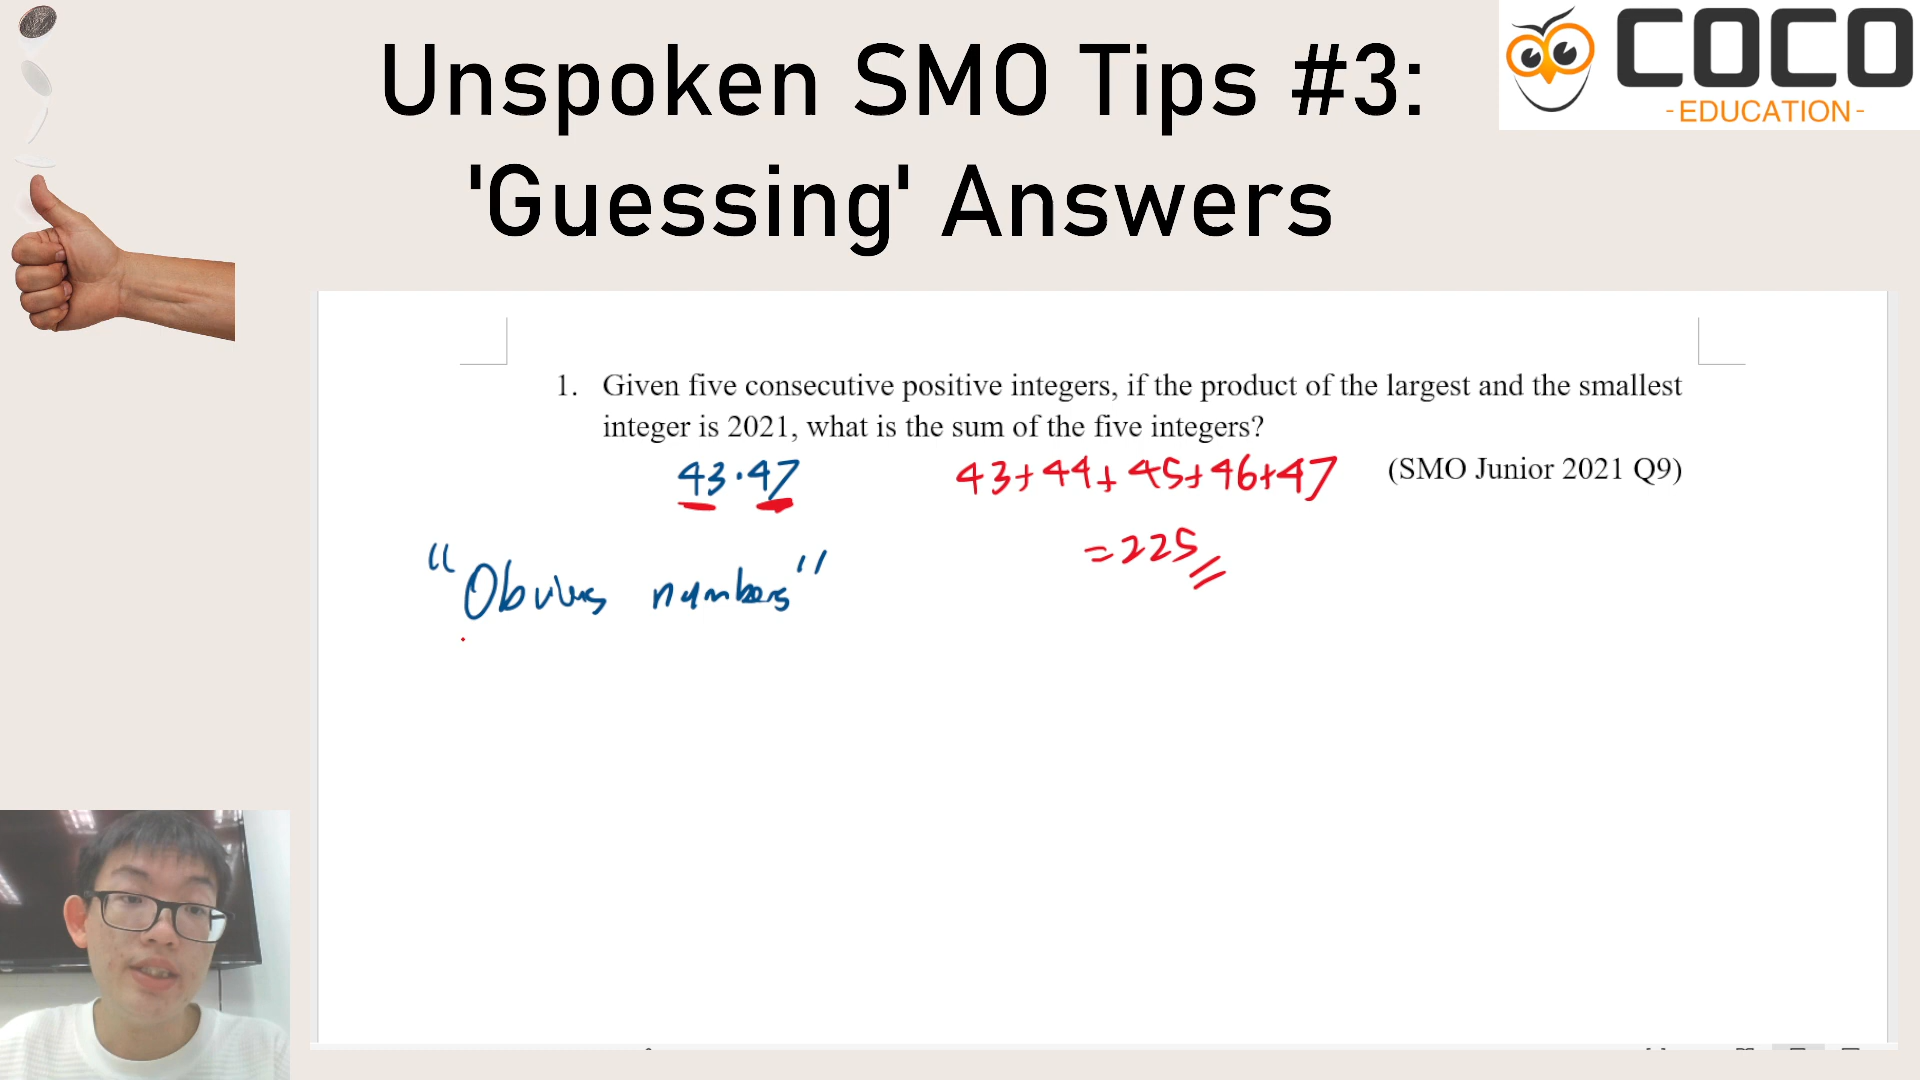 Unspoken SMO Tips #3:
'Guessing' Answers
COCO
-EDUCATION-
1. Given five consecutive positive integers, if the product of the largest and the smallest
integer is 2021, what is the sum of the five integers?
(SMO Junior 2021 Q9)
43·47
43+44+45+46+47
=225
"Obvious numbers"